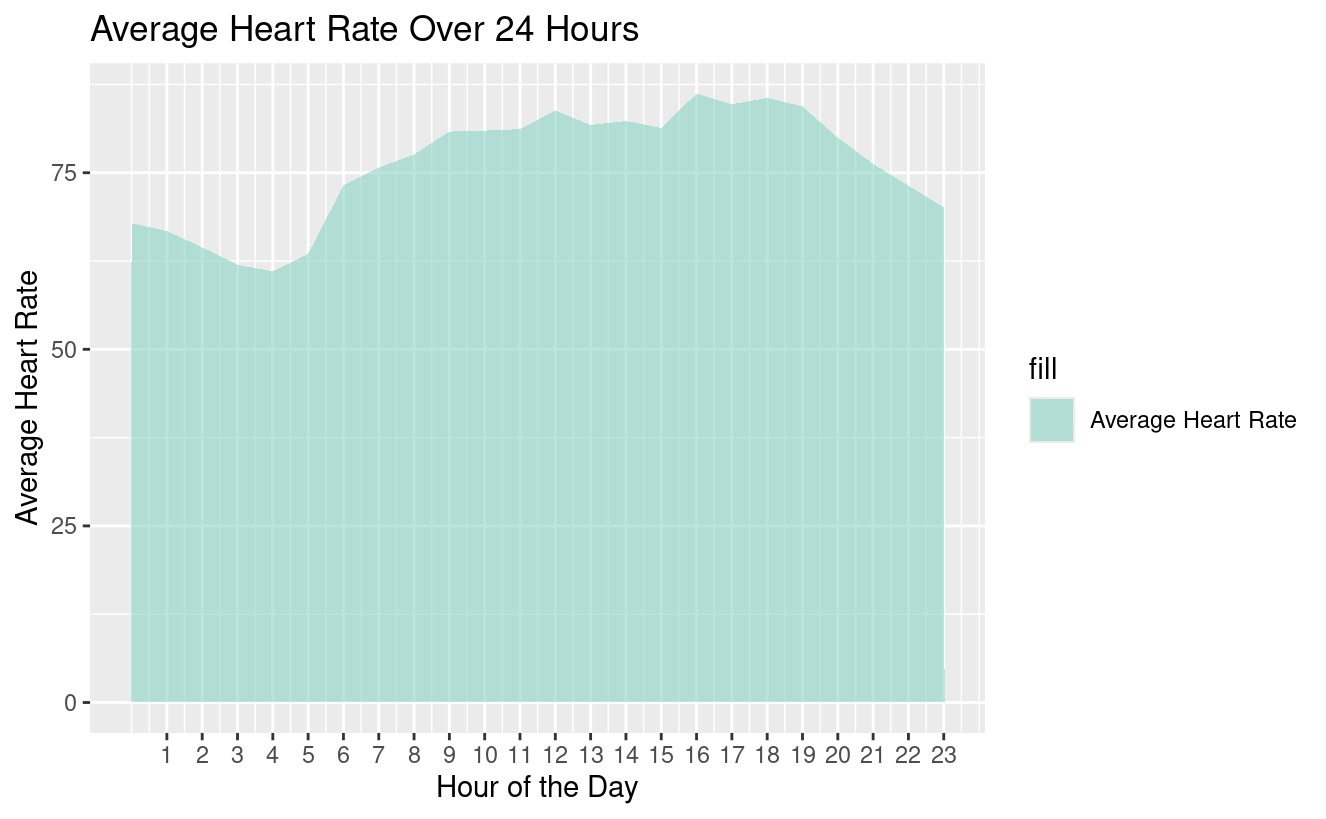 Average Heart Rate Over 24 Hours
Average Heart Rate
75
50
25
0
1 2 3 4 5 6 7 8 9 10 11 12 13 14 15 16 17 18 19 20 21 22 23
Hour of the Day
fill
Average Heart Rate